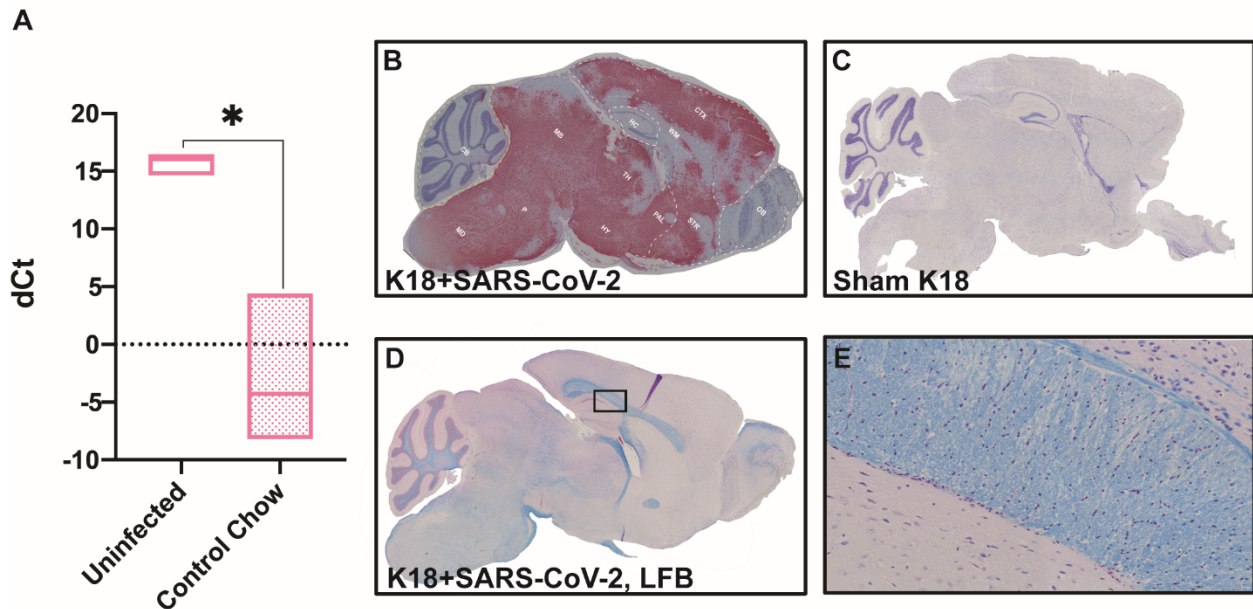 A
dCt
20
15
10
5
0
-5
-10
*
Uninfected
Control Chow
B
CB
MB
HC
WM
CTX
TH
P
MD
HY
PAL
STR
OB
K18+SARS-CoV-2
C
Sham K18
D
K18+SARS-CoV-2, LFB
E